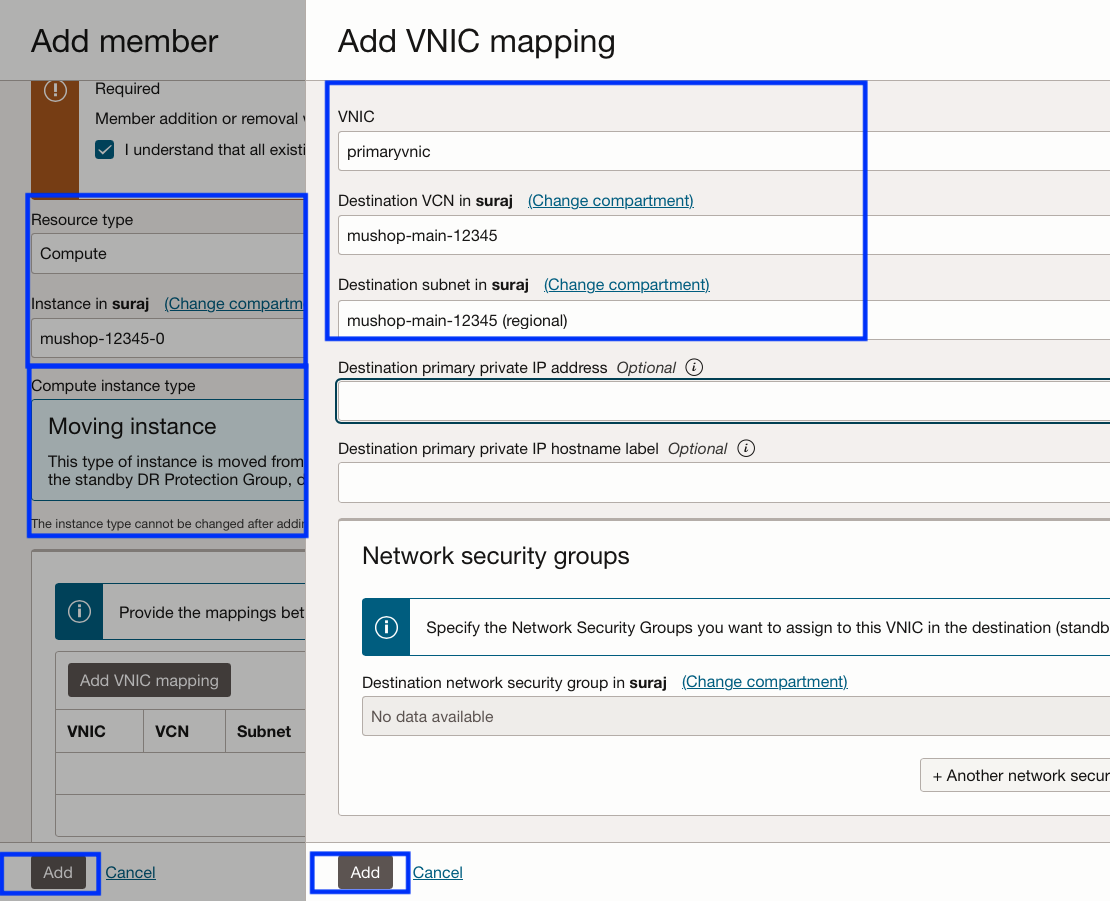 Add member
Required
Member addition or removal
I understand that all existi
Resource type
Compute
Instance in suraj (Change compartm
mushop-12345-0
Compute instance type
Moving instance
This type of instance is moved from
the standby DR Protection Group,
The instance type cannot be changed after addin
Provide the mappings bet
Add VNIC mapping
VNIC VCN Subnet
Add Cancel
Add VNIC mapping
VNIC
primaryvnic
Destination VCN in suraj (Change compartment)
mushop-main-12345
Destination subnet in suraj (Change compartment)
mushop-main-12345 (regional)
Destination primary private IP address Optional
Destination primary private IP hostname label Optional
Network security groups
Specify the Network Security Groups you want to assign to this VNIC in the destination (standb
Destination network security group in suraj (Change compartment)
No data available
+ Another network secur
Add Cancel